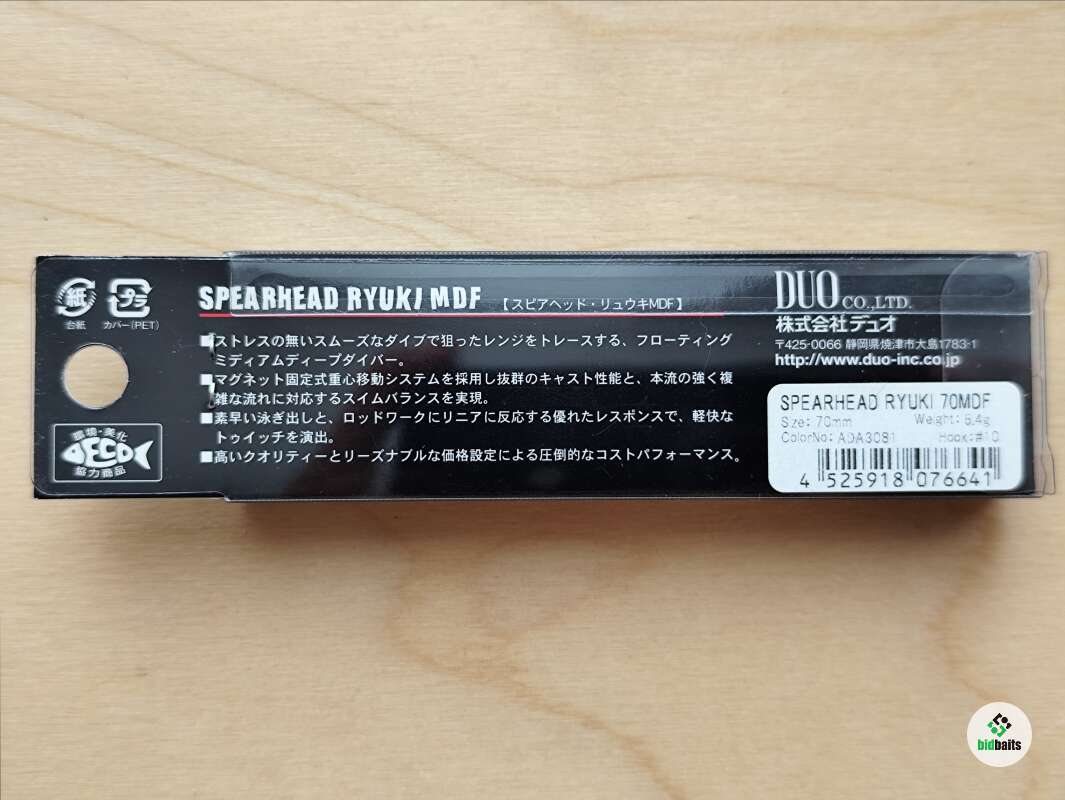 紙
プラ
台紙
カバー(PET)
SPEARHEAD RYUKI MDF
【スピアヘッド・リュウキMDF】
■ストレスの無いスムーズなダイブで狙ったレンジをトレースする、フローティング
ミディアムディープダイバー。
■マグネット固定式重心移動システムを採用し抜群のキャスト性能と、本流の強く複
雑な流れに対応するスイムバランスを実現。
■素早い泳ぎ出しと、ロッドワークにリニアに反応する優れたレスポンスで、軽快な
トゥイッチを演出。
■高いクオリティーとリーズナブルな価格設定による圧倒的なコストパフォーマンス。
環境・美化
ECO
協力商品
DUO CO.,LTD.
株式会社デュオ
〒425-0066 静岡県焼津市大島1783-1
http://www.duo-inc.co.jp
SPEARHEAD RYUKI 70MDF
Size: 70mm Weight: 5.4g
ColorNo: ADA3081 Hook:#10
4 525918 076641
bidbaits